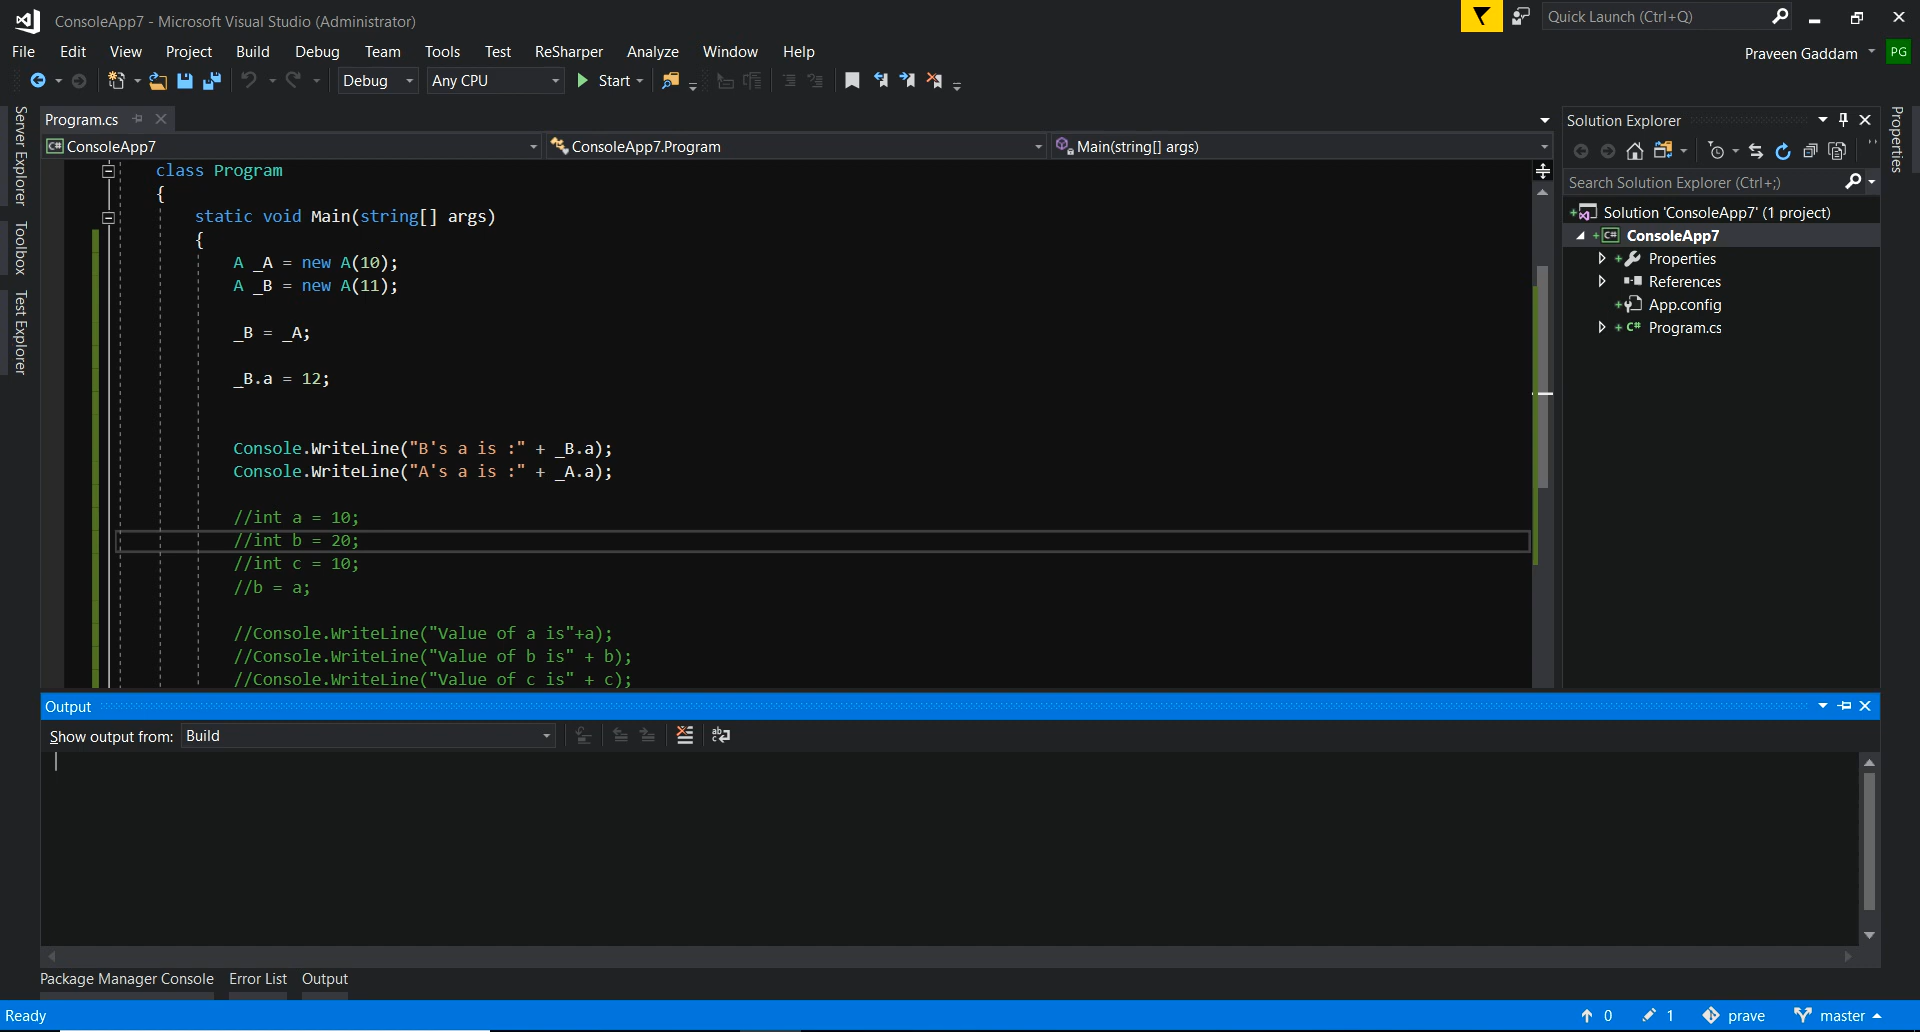 ConsoleApp7 - Microsoft Visual Studio (Administrator)
Quick Launch (Ctrl+Q)
File Edit View Project Build Debug Team Tools Test ReSharper Analyze Window Help
Praveen Gaddam PG
Debug Any CPU Start
Server Explorer
Toolbox
Test Explorer
Program.cs
C# ConsoleApp7 ConsoleApp7.Program Main(string[] args)
class Program
{
static void Main(string[] args)
{
A _A = new A(10);
A _B = new A(11);
_B = _A;
_B.a = 12;
Console.WriteLine("B's a is :" + _B.a);
Console.WriteLine("A's a is :" + _A.a);
//int a = 10;
//int b = 20;
//int c = 10;
//b = a;
//Console.WriteLine("Value of a is"+a);
//Console.WriteLine("Value of b is" + b);
//Console.WriteLine("Value of c is" + c);
Solution Explorer
Search Solution Explorer (Ctrl+;)
Solution 'ConsoleApp7' (1 project)
C# ConsoleApp7
Properties
References
App.config
C# Program.cs
Properties
Output
Show output from: Build
Package Manager Console Error List Output
Ready
0 1 prave master